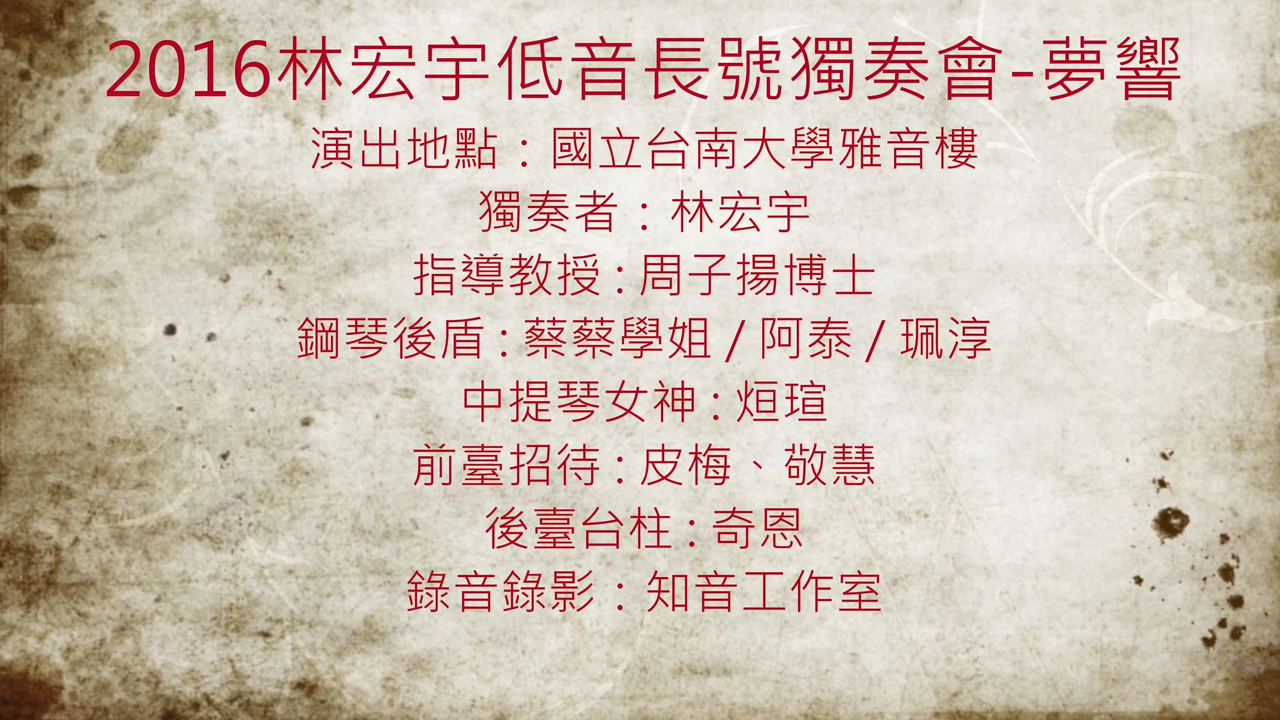 2016林宏宇低音長號獨奏會-夢響
演出地點：國立台南大學雅音樓
獨奏者：林宏宇
指導教授:周子揚博士
鋼琴後盾:蔡蔡學姐/阿泰/珮淳
中提琴女神:烜瑄
前臺招待:皮梅、敬慧
後臺台柱:奇恩
錄音錄影：知音工作室